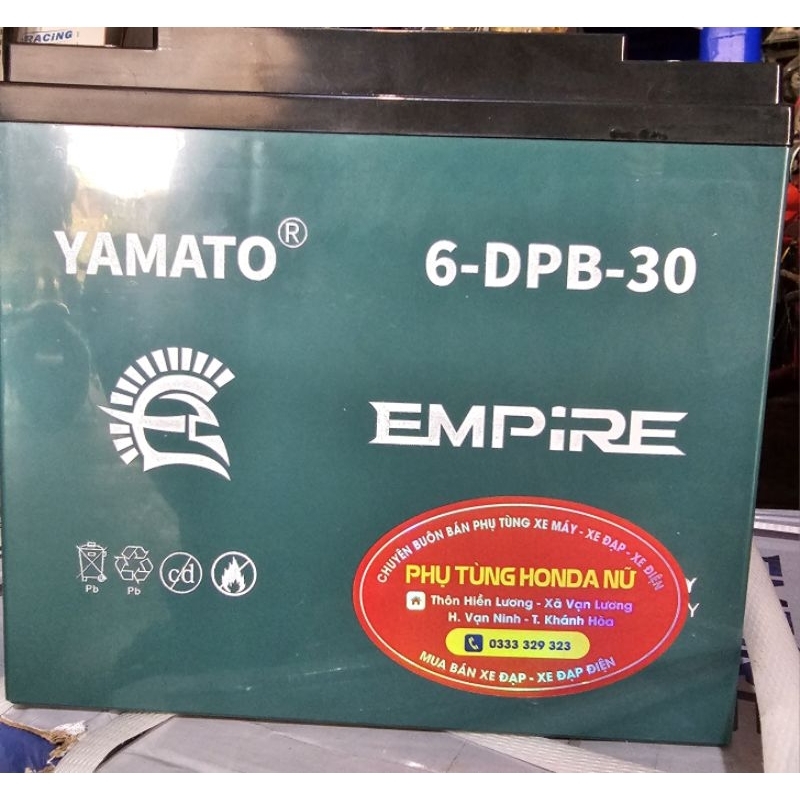 RACING
YAMATO®
6-DPB-30
EMPiRE
Pb
Pb
cd
CHUYÊN BUÔN BÁN PHỤ TÙNG XE MÁY - XE ĐẠP - XE ĐIỆN
PHỤ TÙNG HONDA NỮ
Thôn Hiền Lương - Xã Vạn Lương
H. Vạn Ninh - T. Khánh Hòa
0333 329 323
MUA BÁN XE ĐẠP - XE ĐẠP ĐIỆN
Y
Y